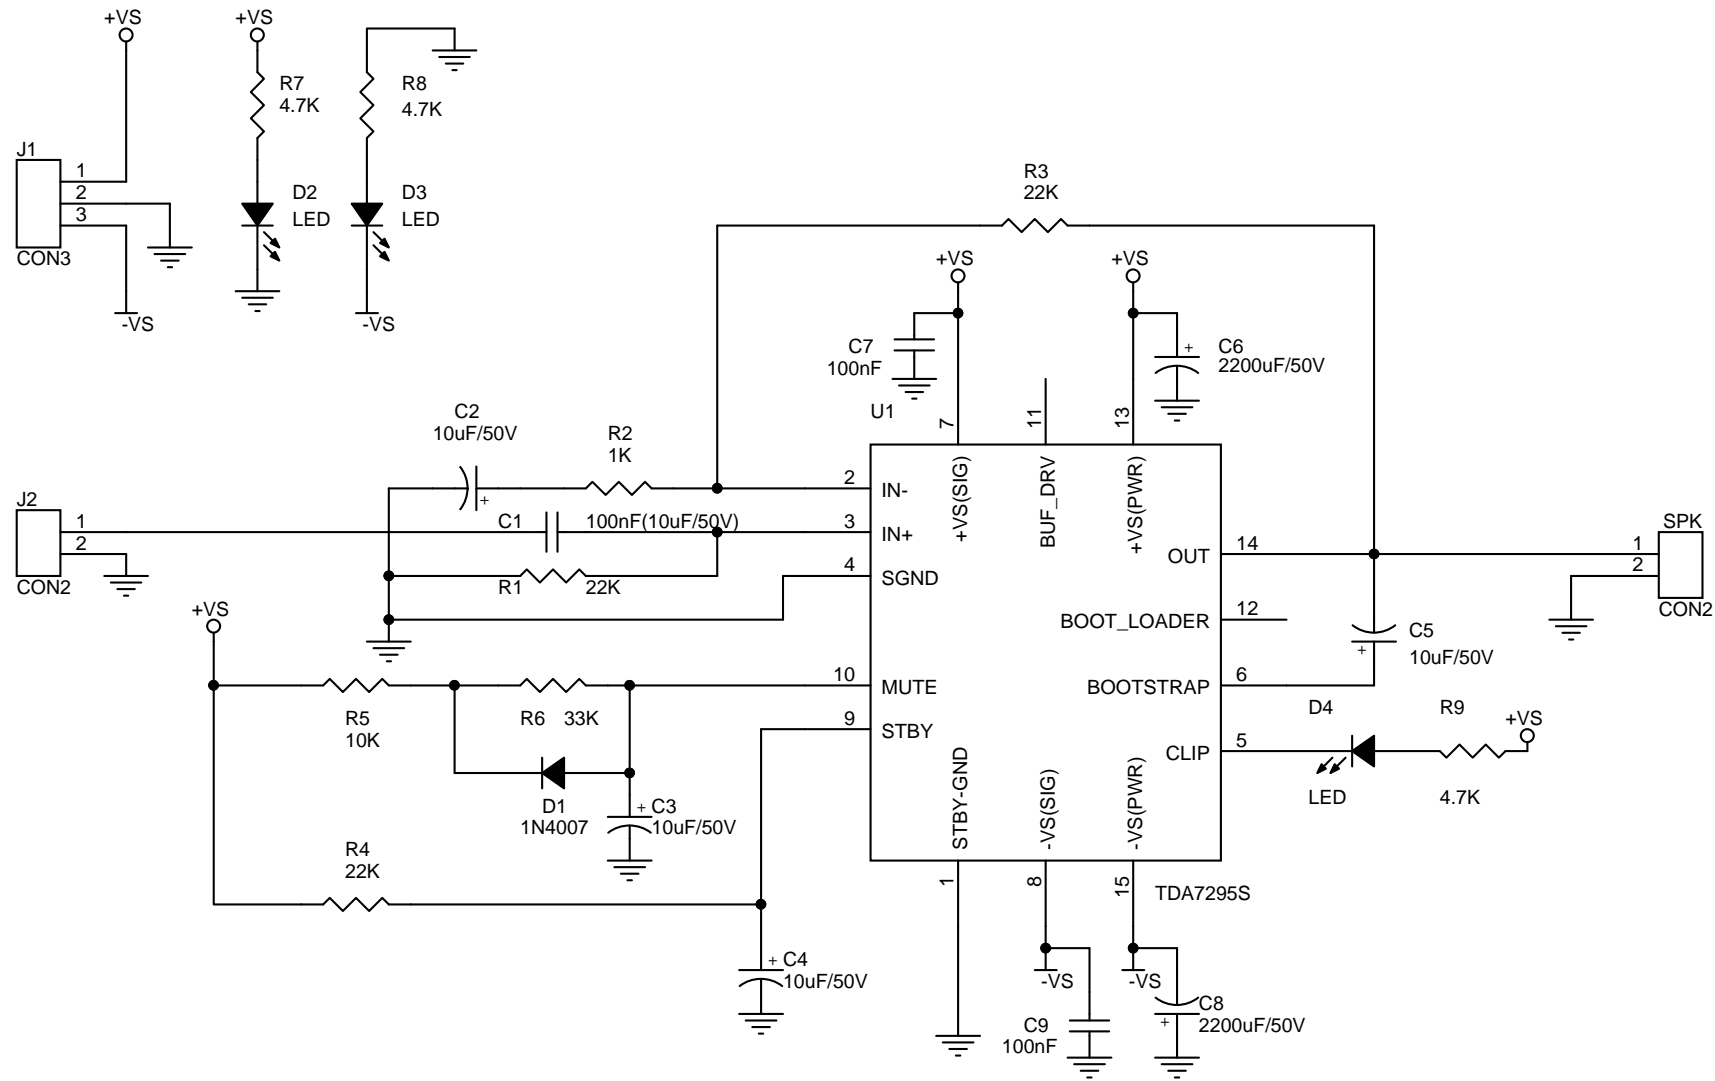 +VS
+VS
R7
4.7K
R8
4.7K
J1
1
2
3
CON3
-VS
D2
LED
D3
LED
-VS
R3
22K
+VS
+VS
C7
100nF
+
C6
2200uF/50V
U1
7
11
13
C2
10uF/50V
+
R2
1K
2
IN-
+VS(SIG)
BUF_DRV
+VS(PWR)
J2
1
2
CON2
C1
100nF(10uF/50V)
3
IN+
R1
22K
4
SGND
OUT
14
SPK
1
2
CON2
BOOT_LOADER
12
C5
10uF/50V
+
+VS
R5
10K
R6
33K
10
MUTE
BOOTSTRAP
6
9
STBY
D4
R9
+VS
CLIP
5
LED
4.7K
D1
1N4007
+
C3
10uF/50V
STBY-GND
-VS(SIG)
-VS(PWR)
R4
22K
1
8
15
TDA7295S
+
C4
10uF/50V
-VS
-VS
C9
100nF
+
C8
2200uF/50V